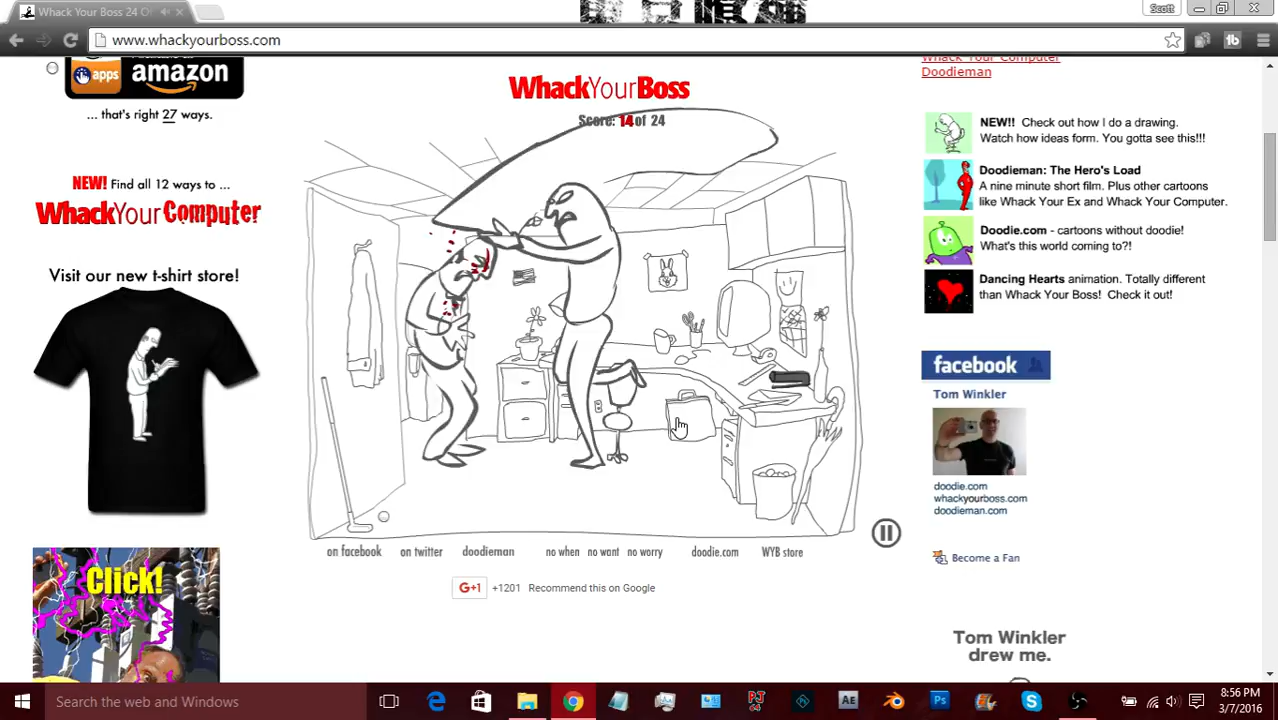 Whack Your Boss 24 Of
Scott
www.whackyourboss.com
apps
amazon
... that's right 27 ways.
NEW! Find all 12 ways to ...
WhackYourComputer
Visit our new t-shirt store!
Click!
WhackYourBoss
Score: 14 of 24
on facebook on twitter doodieman no when no want no worry doodie.com WYB store
G+1 +1201 Recommend this on Google
Whack Your Computer
Doodieman
NEW!! Check out how I do a drawing.
Watch how ideas form. You gotta see this!!!
Doodieman: The Hero's Load
A nine minute short film. Plus other cartoons
like Whack Your Ex and Whack Your Computer.
Doodie.com - cartoons without doodie!
What's this world coming to?!
Dancing Hearts animation. Totally different
than Whack Your Boss! Check it out!
facebook
Tom Winkler
doodie.com
whackyourboss.com
doodieman.com
Become a Fan
Tom Winkler
drew me.
Search the web and Windows
PT
64
Ae
Ps
8:56 PM
3/7/2016